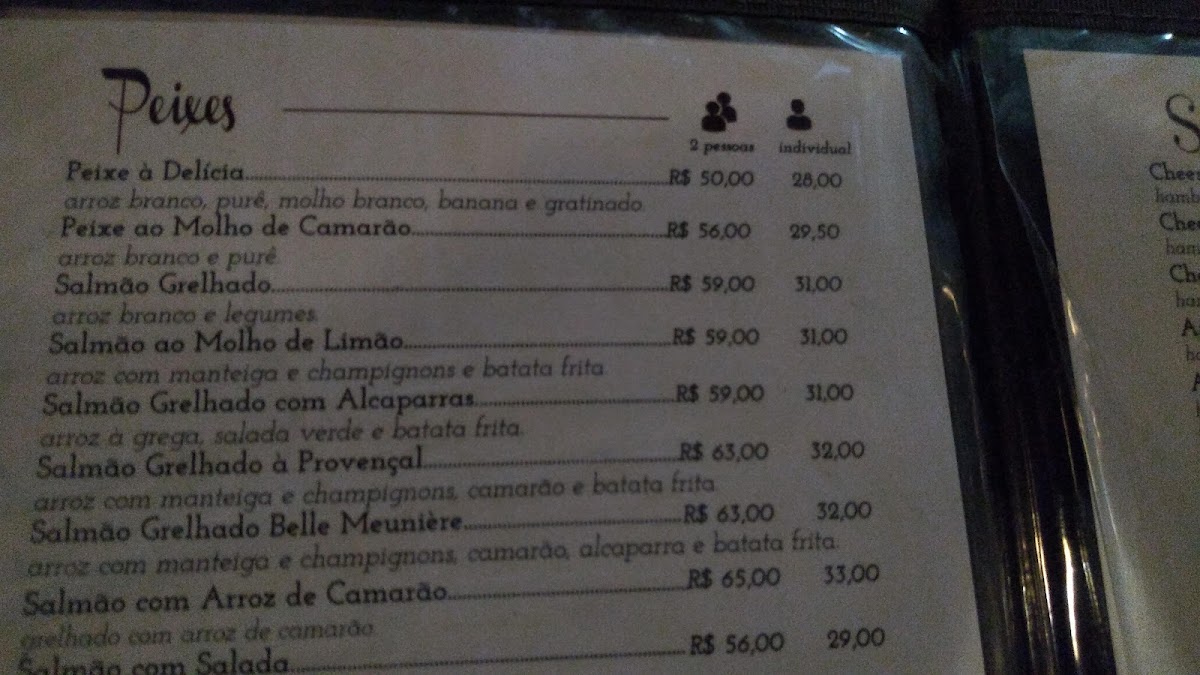 Peixes
2 pessoas individual
Peixe à Delícia R$ 50,00 28,00
arroz branco, purê, molho branco, banana e gratinado.
Peixe ao Molho de Camarão R$ 56,00 29,50
arroz branco e purê.
Salmão Grelhado R$ 59,00 31,00
arroz branco e legumes.
Salmão ao Molho de Limão R$ 59,00 31,00
arroz com manteiga e champignons e batata frita.
Salmão Grelhado com Alcaparras R$ 59,00 31,00
arroz à grega, salada verde e batata frita.
Salmão Grelhado à Provençal R$ 63,00 32,00
arroz com manteiga e champignons, camarão e batata frita.
Salmão Grelhado Belle Meunière R$ 63,00 32,00
arroz com manteiga e champignons, camarão, alcaparra e batata frita.
Salmão com Arroz de Camarão R$ 65,00 33,00
grelhado com arroz de camarão.
Salmão com Salada R$ 56,00 29,00
S
Chees
hamb
Chee
ham
Ch
ha
A
h
A